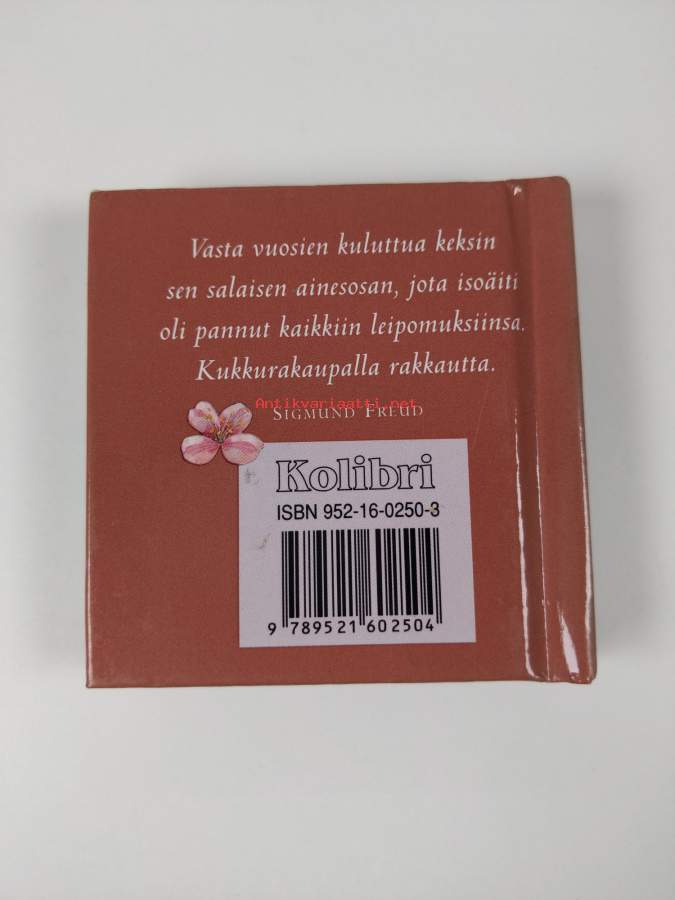 Vasta vuosien kuluttua keksin
sen salaisen ainesosan, jota isoäiti
oli pannut kaikkiin leipomuksiinsa.
Kukkurakaupalla rakkautta.
Antikvariaatti.net
SIGMUND FREUD
Kolibri
ISBN 952-16-0250-3
9 789521 602504